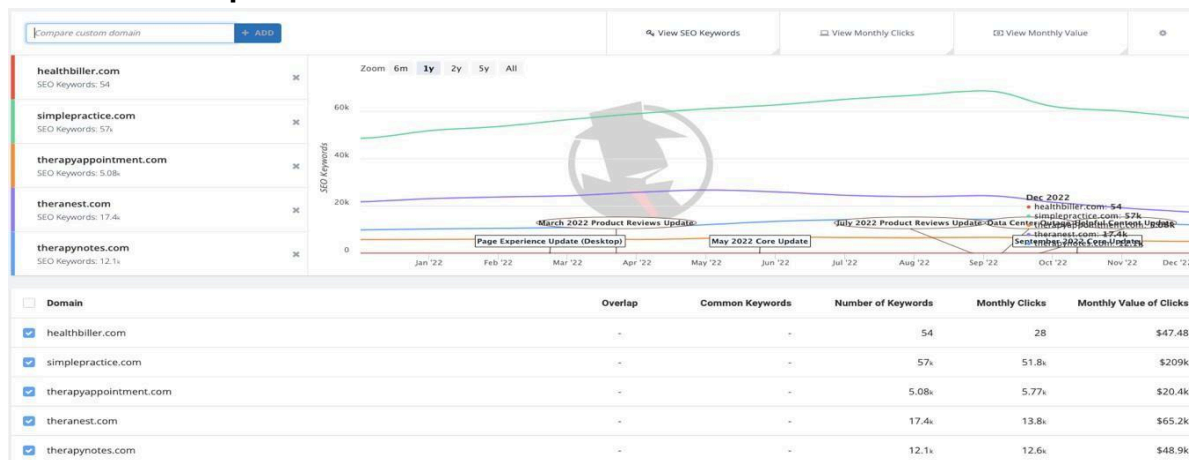 Compare custom domain
+ ADD
View SEO Keywords
View Monthly Clicks
View Monthly Value
healthbiller.com
SEO Keywords: 54
simplepractice.com
SEO Keywords: 57k
therapyappointment.com
SEO Keywords: 5.08k
theranest.com
SEO Keywords: 17.4k
therapynotes.com
SEO Keywords: 12.1k
Zoom 6m 1y 2y 5y All
SEO Keywords
60k
40k
20k
0
Dec 2022
healthbiller.com: 54
simplepractice.com: 57k
theranest.com: 17.4k
March 2022 Product Reviews Update
July 2022 Product Reviews Update
Data Center Outage
Helpful Content Update
Page Experience Update (Desktop)
May 2022 Core Update
September 2022 Core Update
Jan '22 Feb '22 Mar '22 Apr '22 May '22 Jun '22 Jul '22 Aug '22 Sep '22 Oct '22 Nov '22 Dec '22
Domain Overlap Common Keywords Number of Keywords Monthly Clicks Monthly Value of Clicks
healthbiller.com - - 54 28 $47.48
simplepractice.com - - 57k 51.8k $209k
therapyappointment.com - - 5.08k 5.77k $20.4k
theranest.com - - 17.4k 13.8k $65.2k
therapynotes.com - - 12.1k 12.6k $48.9k